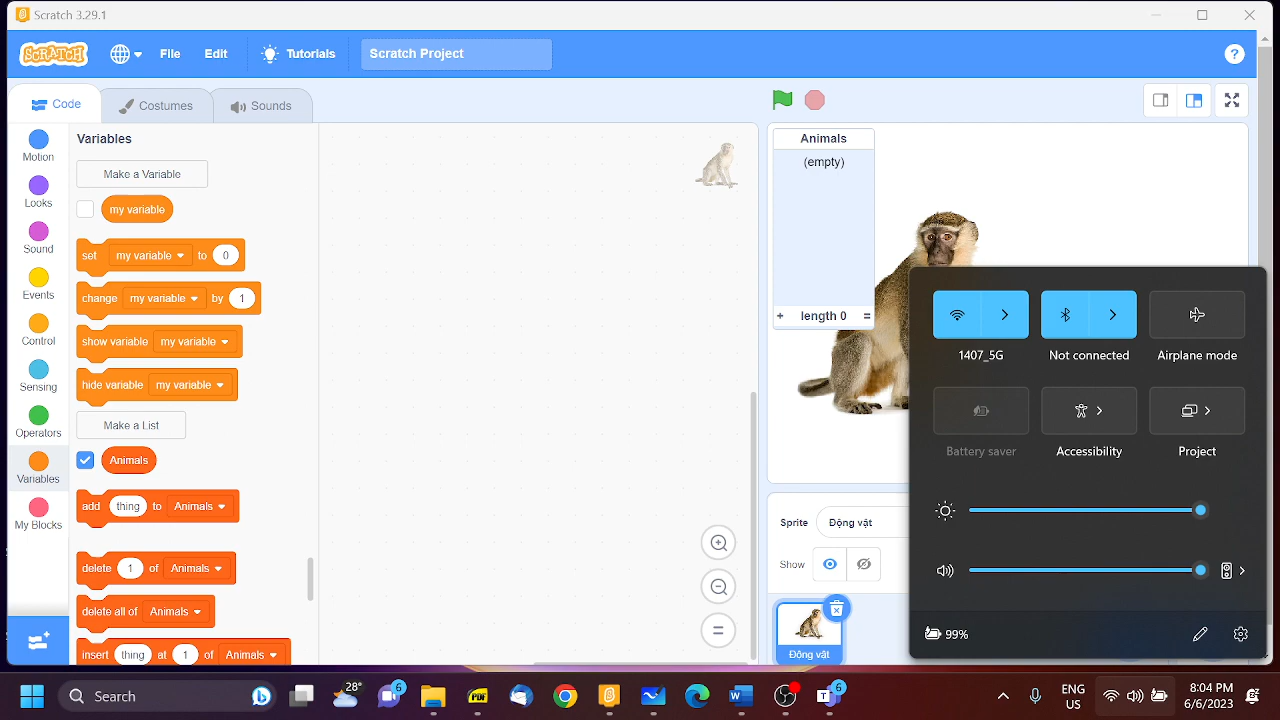 Scratch 3.29.1
SCRATCH
File
Edit
Tutorials
Scratch Project
?
Code
Costumes
Sounds
Motion
Looks
Sound
Events
Control
Sensing
Operators
Variables
My Blocks
Variables
Make a Variable
my variable
set my variable to 0
change my variable by 1
show variable my variable
hide variable my variable
Make a List
Animals
add thing to Animals
delete 1 of Animals
delete all of Animals
insert thing at 1 of Animals
Animals
(empty)
+ length 0 =
Sprite Động vật
Show
Động vật
1407_5G
Not connected
Airplane mode
Battery saver
Accessibility
Project
99%
Search
28°
6
PDF
W
6
ENG
US
8:04 PM
6/6/2023